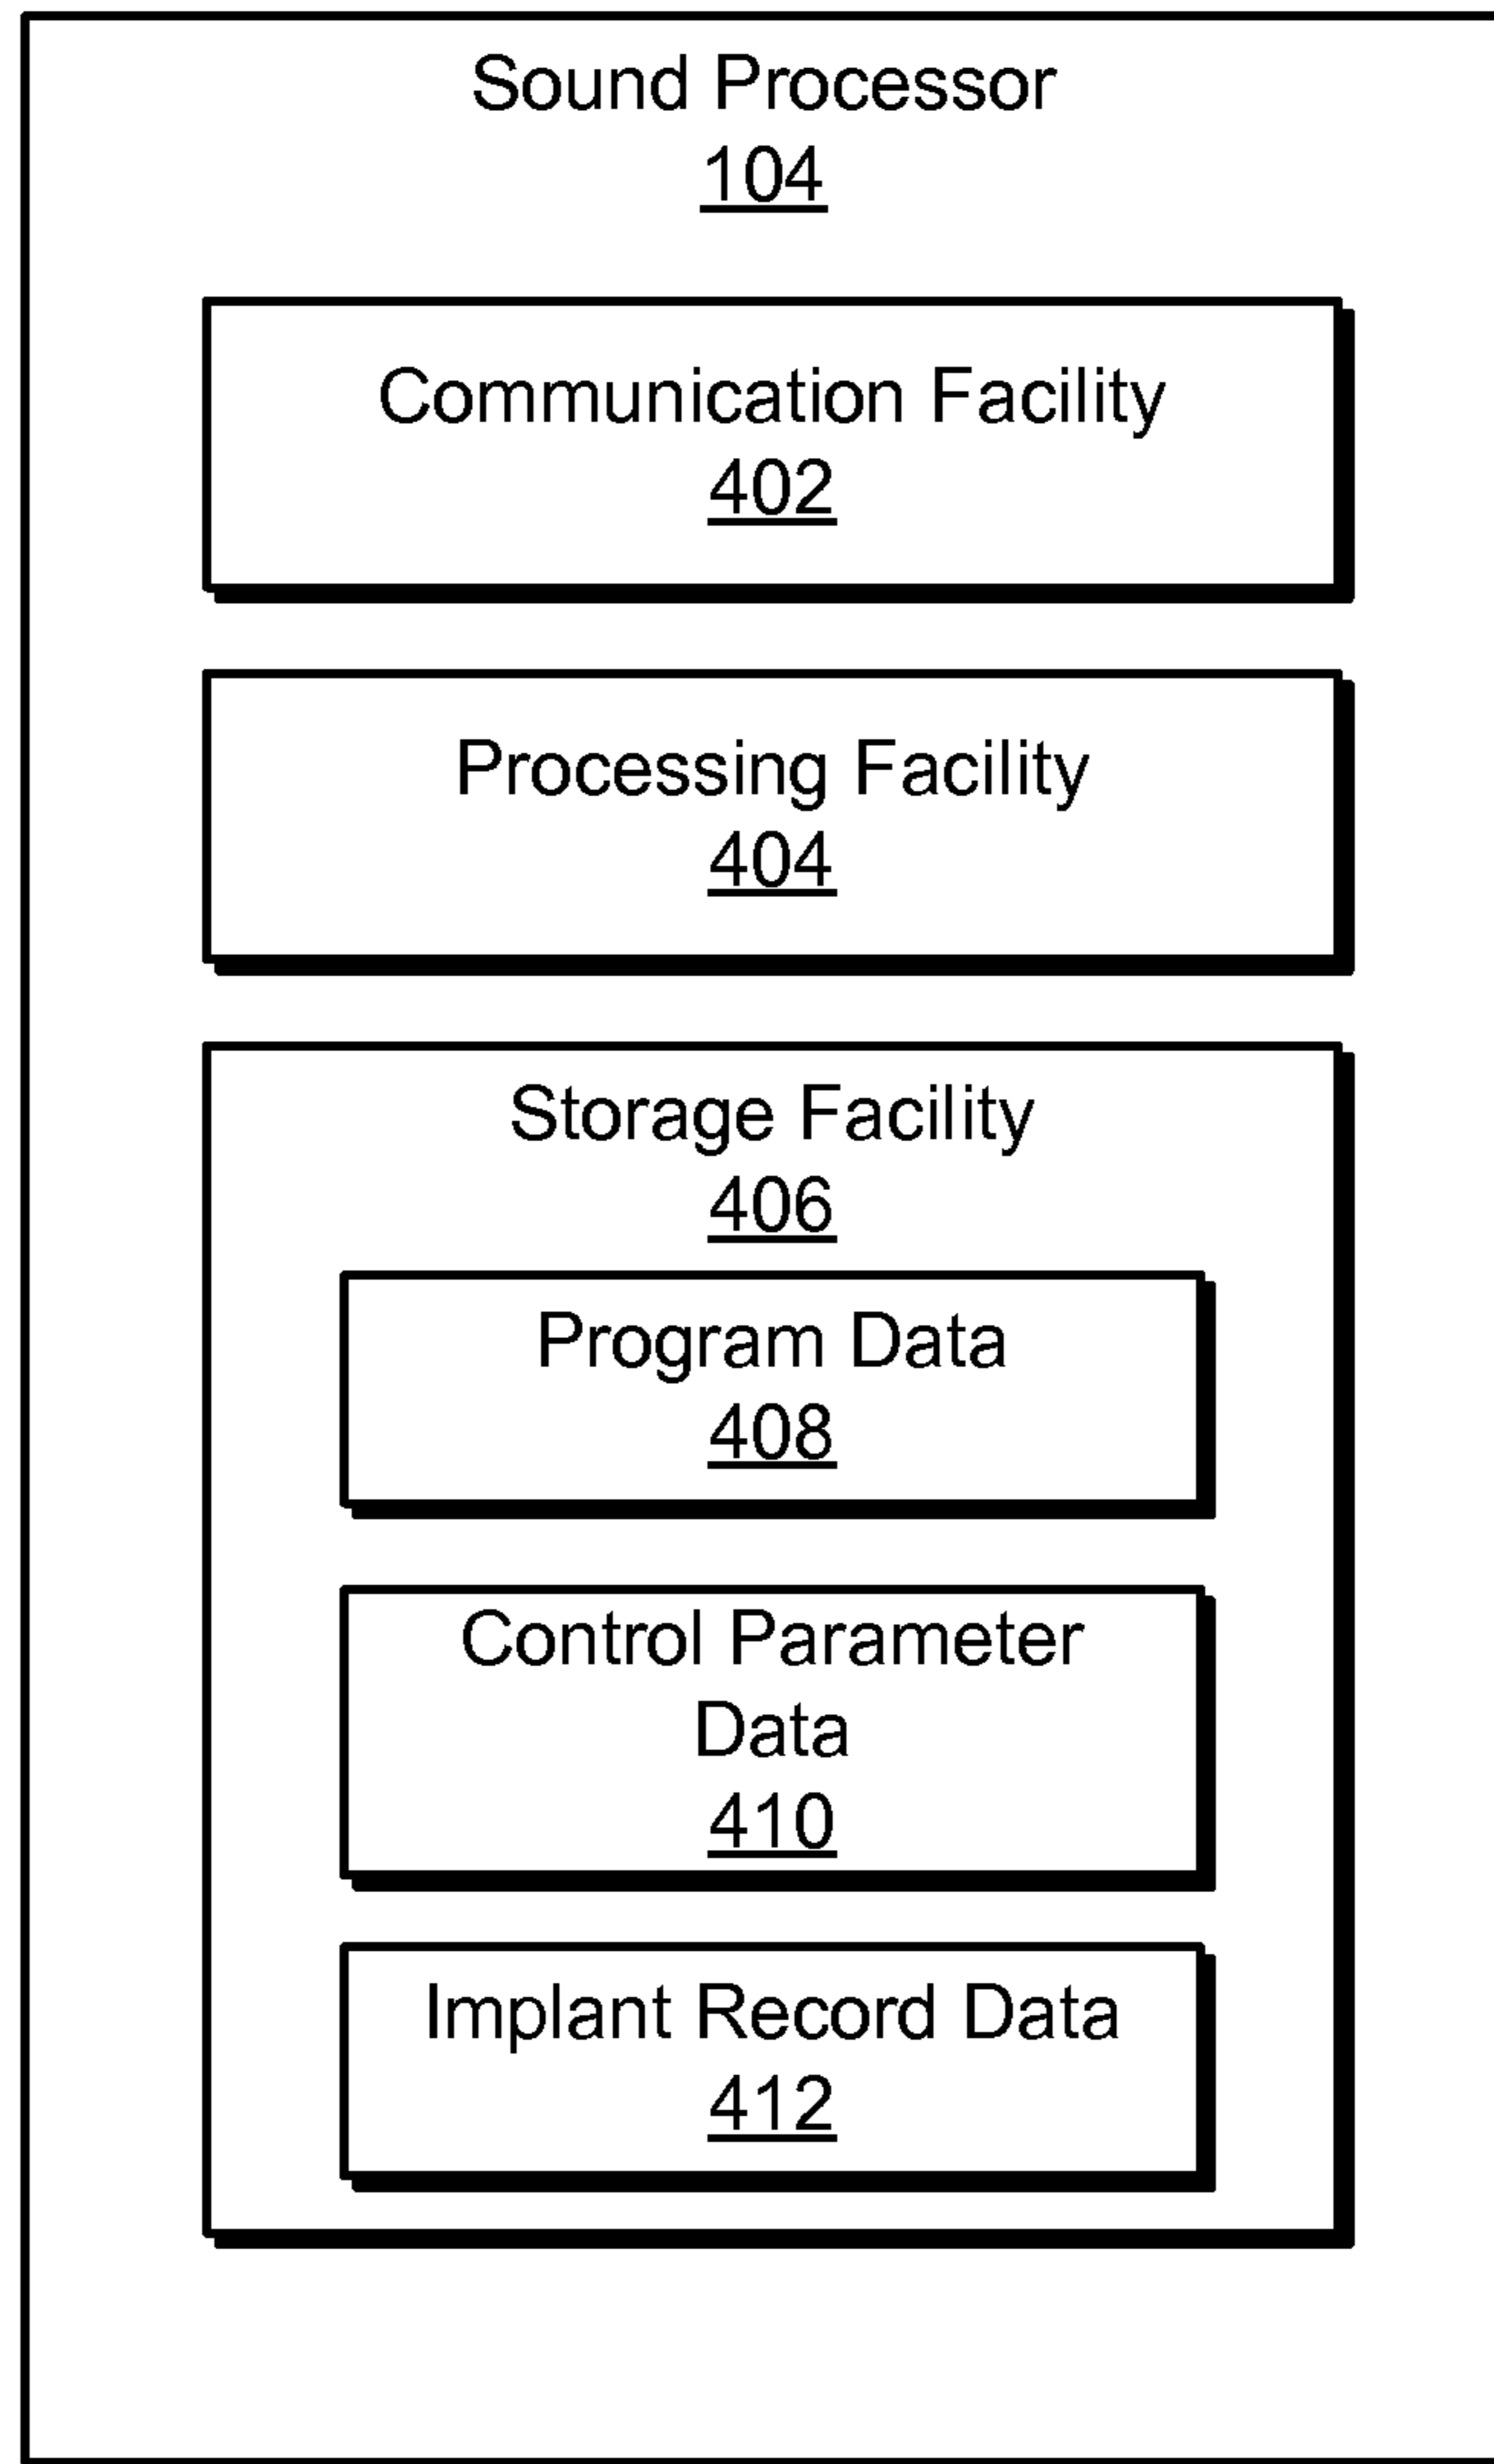 Sound Processor
104
Communication Facility
402
Processing Facility
404
Storage Facility
406
Program Data
408
Control Parameter
Data
410
Implant Record Data
412